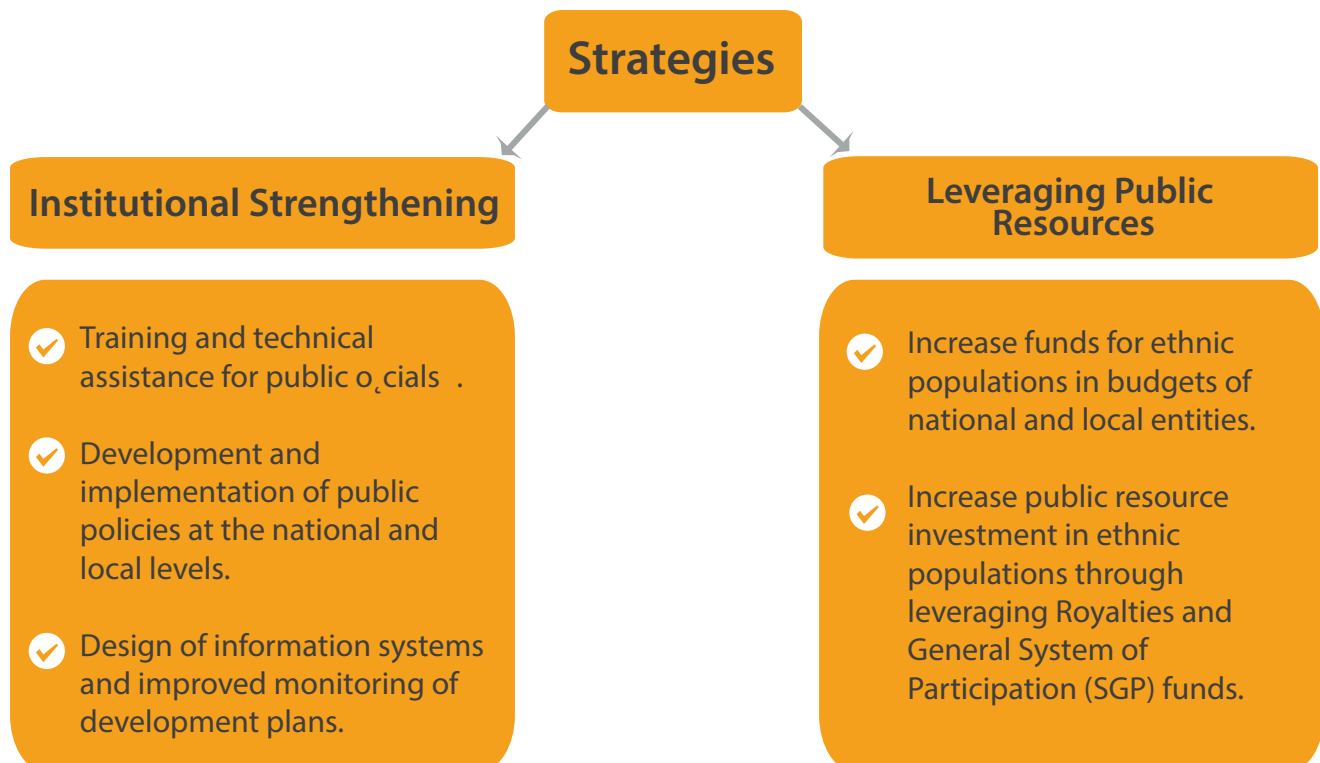 Strategies
Institutional Strengthening
Training and technical
assistance for public o˛cials .
Development and
implementation of public
policies at the national and
local levels.
Design of information systems
and improved monitoring of
development plans.
Leveraging Public
Resources
Increase funds for ethnic
populations in budgets of
national and local entities.
Increase public resource
investment in ethnic
populations through
leveraging Royalties and
General System of
Participation (SGP) funds.